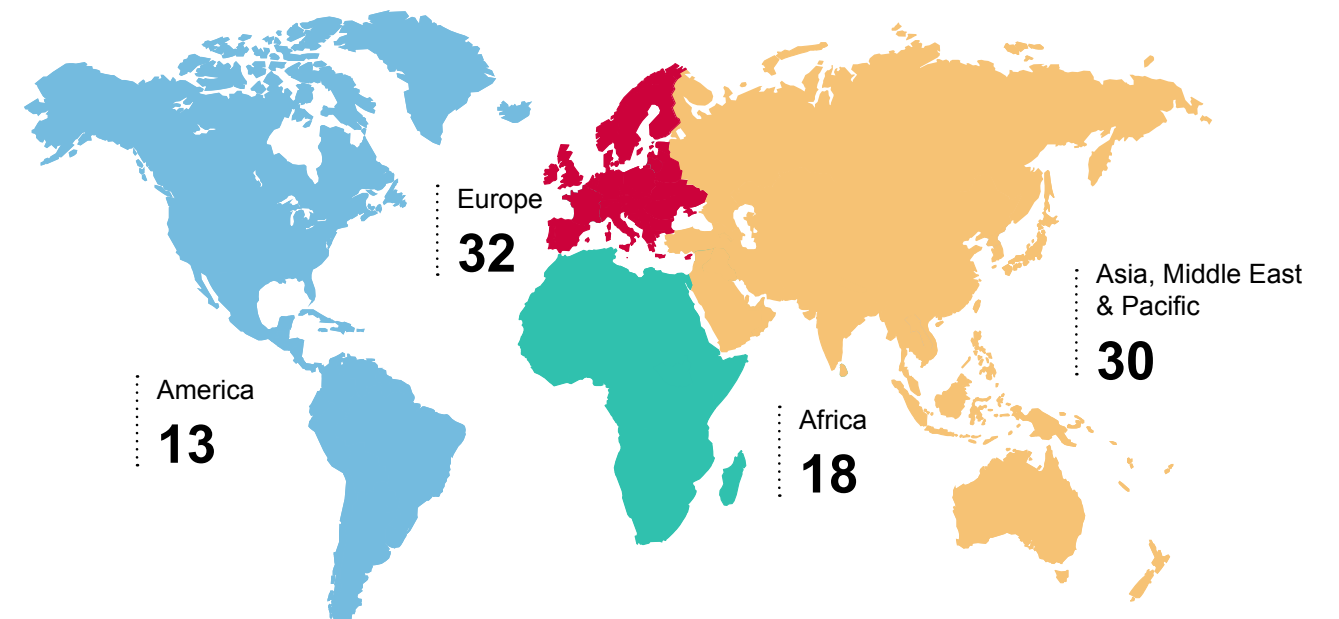 Europe
32
Asia, Middle East
& Pacific
30
America
13
Africa
18